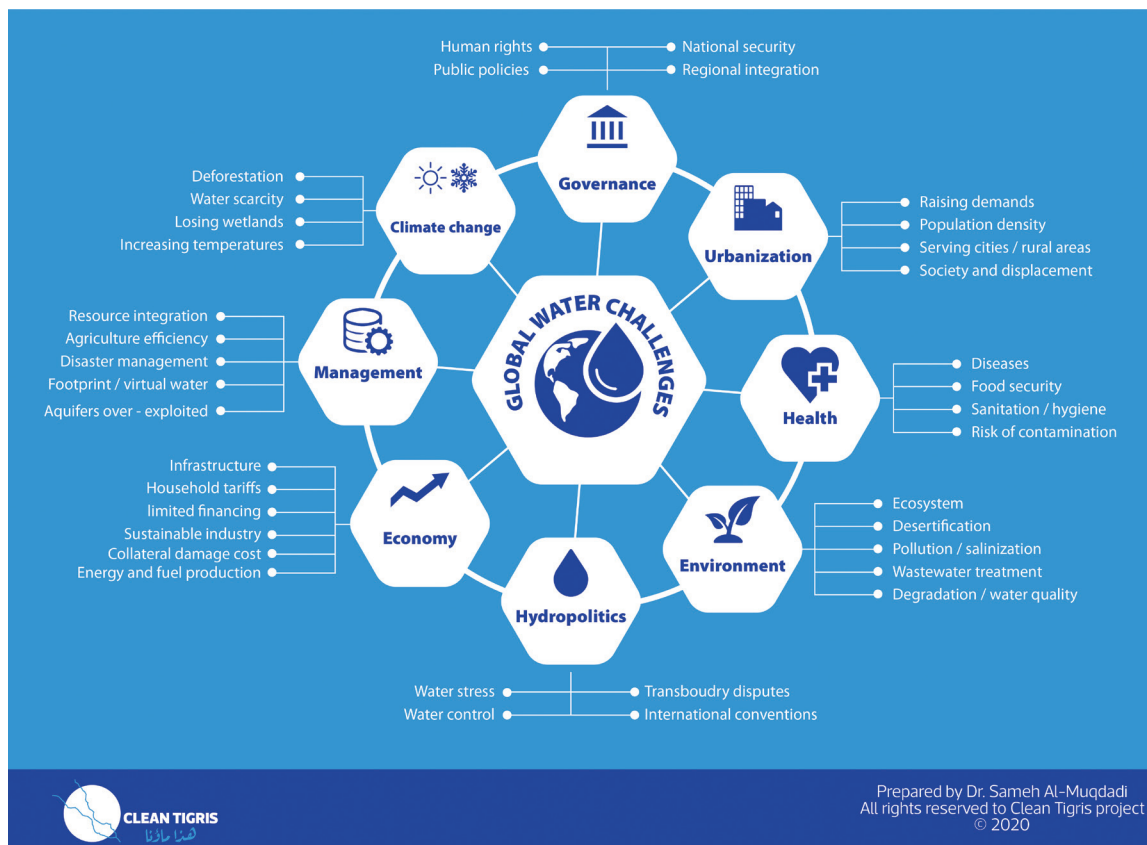 Human rights
National security
Public policies
Regional integration
Governance
Deforestation
Water scarcity
Losing wetlands
Increasing temperatures
Climate change
Raising demands
Population density
Serving cities / rural areas
Society and displacement
Urbanization
GLOBAL WATER CHALLENGES
Resource integration
Agriculture efficiency
Disaster management
Footprint / virtual water
Aquifers over - exploited
Management
Diseases
Food security
Sanitation / hygiene
Risk of contamination
Health
Infrastructure
Household tariffs
limited financing
Sustainable industry
Collateral damage cost
Energy and fuel production
Economy
Ecosystem
Desertification
Pollution / salinization
Wastewater treatment
Degradation / water quality
Environment
Hydropolitics
Water stress
Transboudry disputes
Water control
International conventions
CLEAN TIGRIS
هذا ماؤنا
Prepared by Dr. Sameh Al-Muqdadi
All rights reserved to Clean Tigris project
© 2020